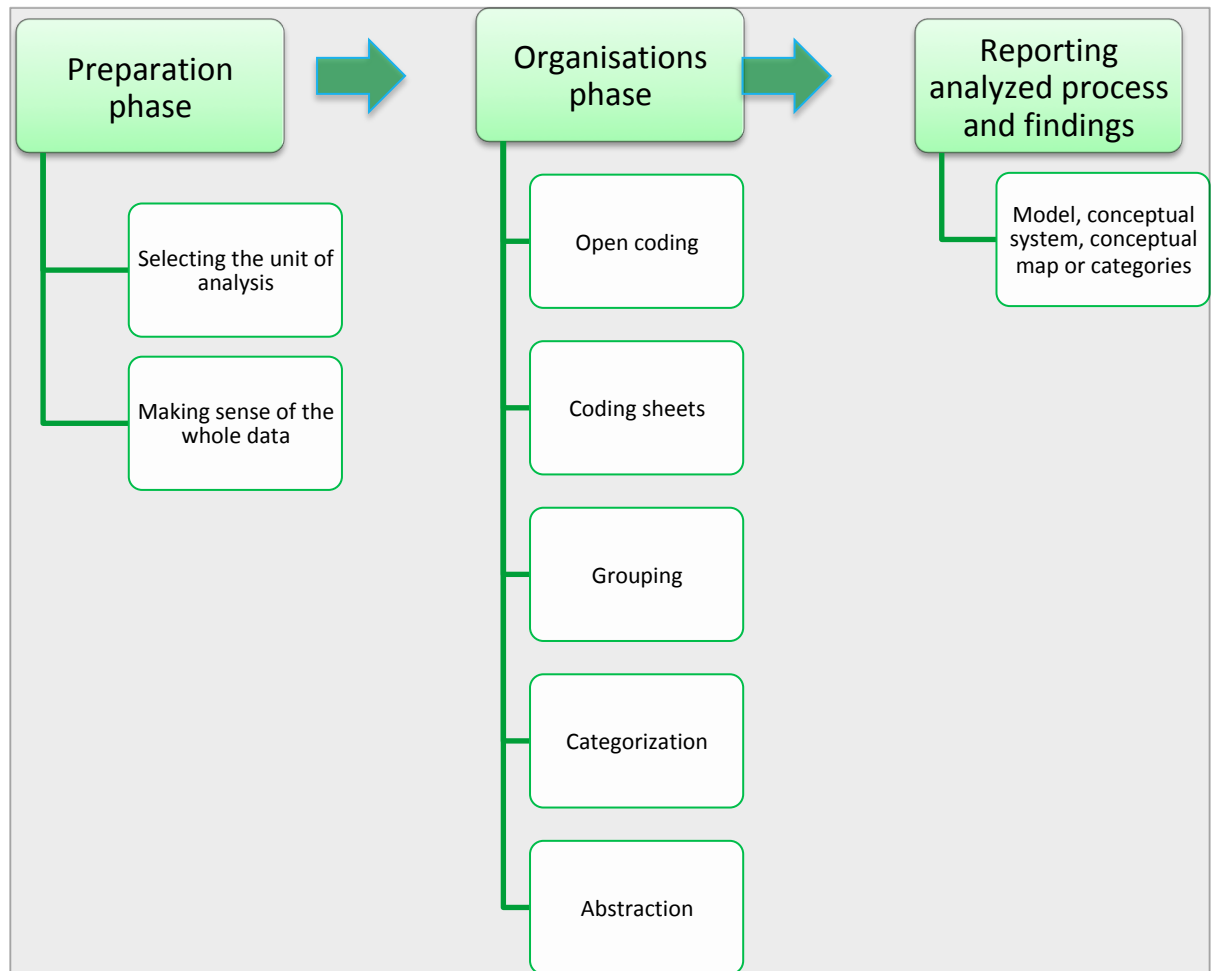 Preparation
phase
Selecting the unit of
analysis
Making sense of the
whole data
Organisations
phase
Open coding
Coding sheets
Grouping
Categorization
Abstraction
Reporting
analyzed process
and findings
Model, conceptual
system, conceptual
map or categories